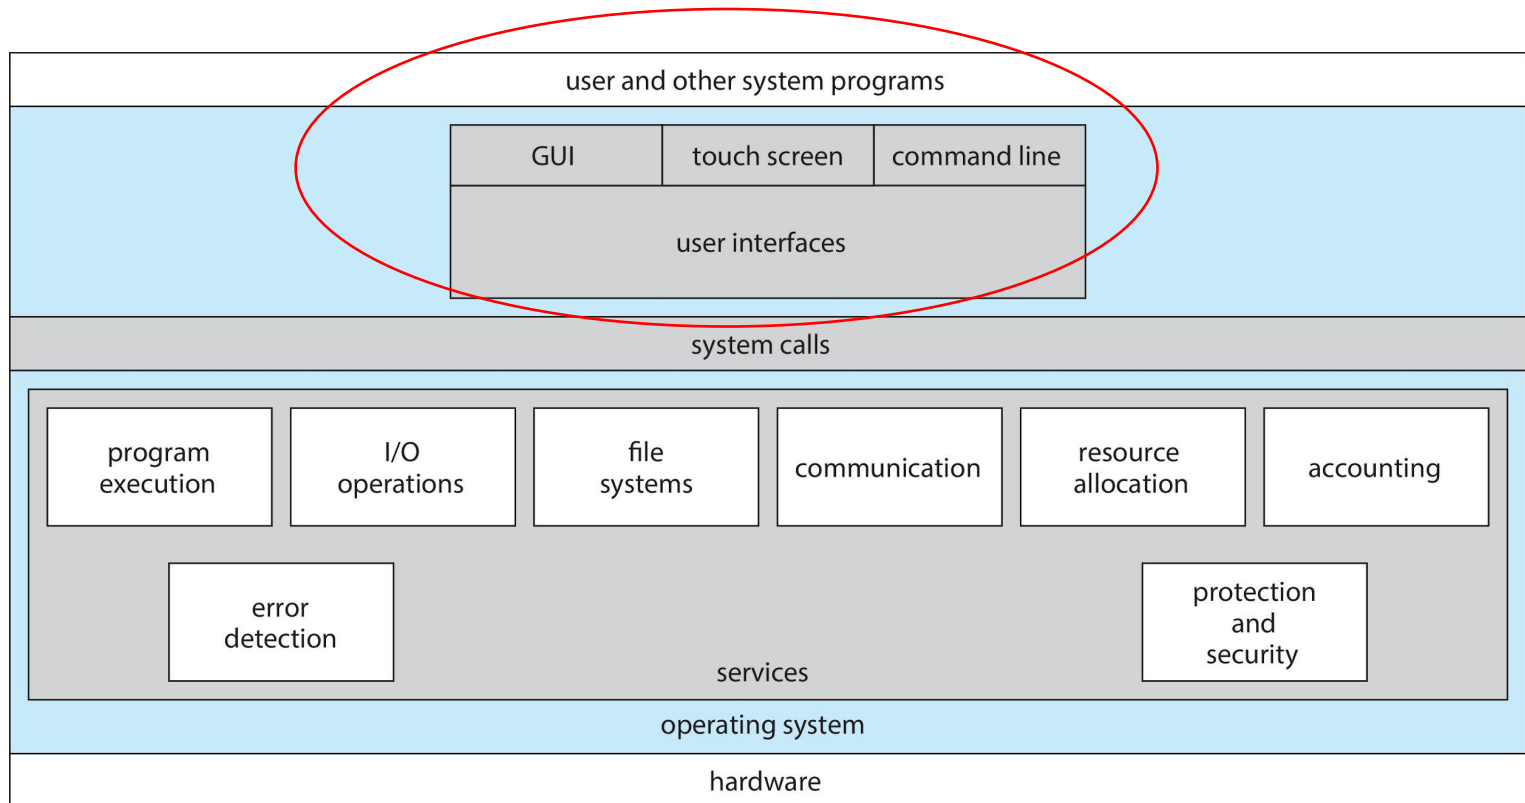 user and other system programs
GUI
touch screen
command line
user interfaces
system calls
program
execution
I/O
operations
file
systems
communication
resource
allocation
accounting
error
detection
protection
and
security
services
operating system
hardware